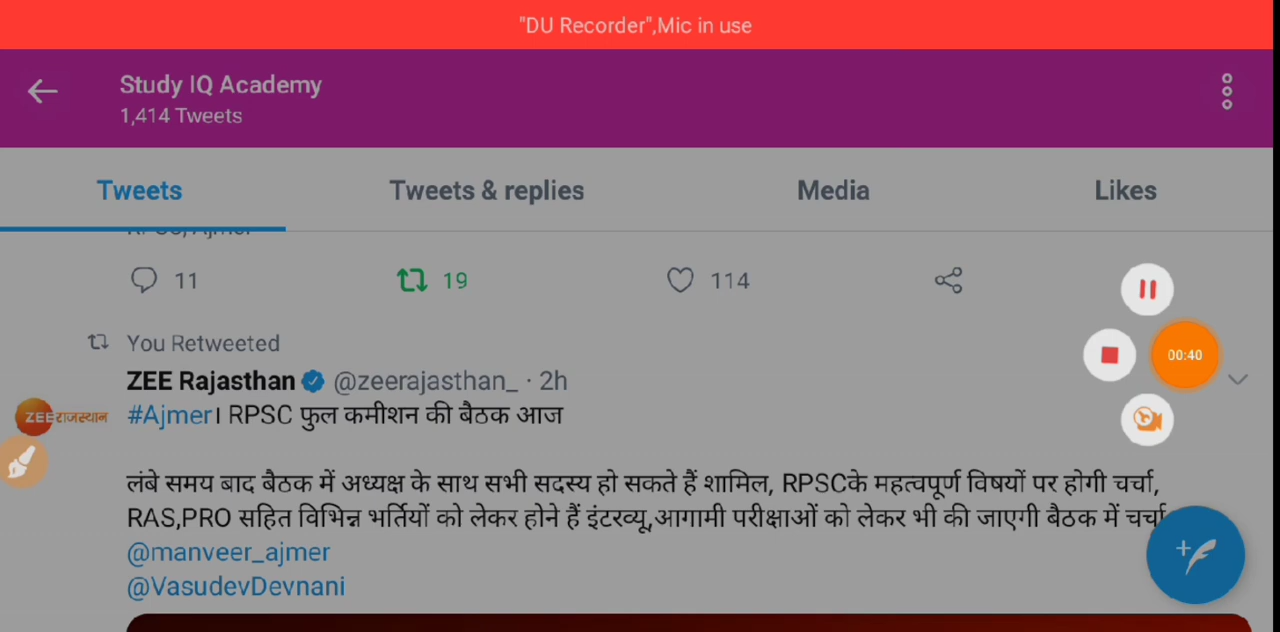 "DU Recorder",Mic in use
Study IQ Academy
1,414 Tweets
Tweets
Tweets & replies
Media
Likes
RPSC, Ajmer
11
19
114
00:40
You Retweeted
ZEE Rajasthan @zeerajasthan_ · 2h
ZEE राजस्थान
#Ajmer। RPSC फुल कमीशन की बैठक आज
लंबे समय बाद बैठक में अध्यक्ष के साथ सभी सदस्य हो सकते हैं शामिल, RPSCके महत्वपूर्ण विषयों पर होगी चर्चा,
RAS,PRO सहित विभिन्न भर्तियों को लेकर होने हैं इंटरव्यू,आगामी परीक्षाओं को लेकर भी की जाएगी बैठक में चर्चा
@manveer_ajmer
@VasudevDevnani